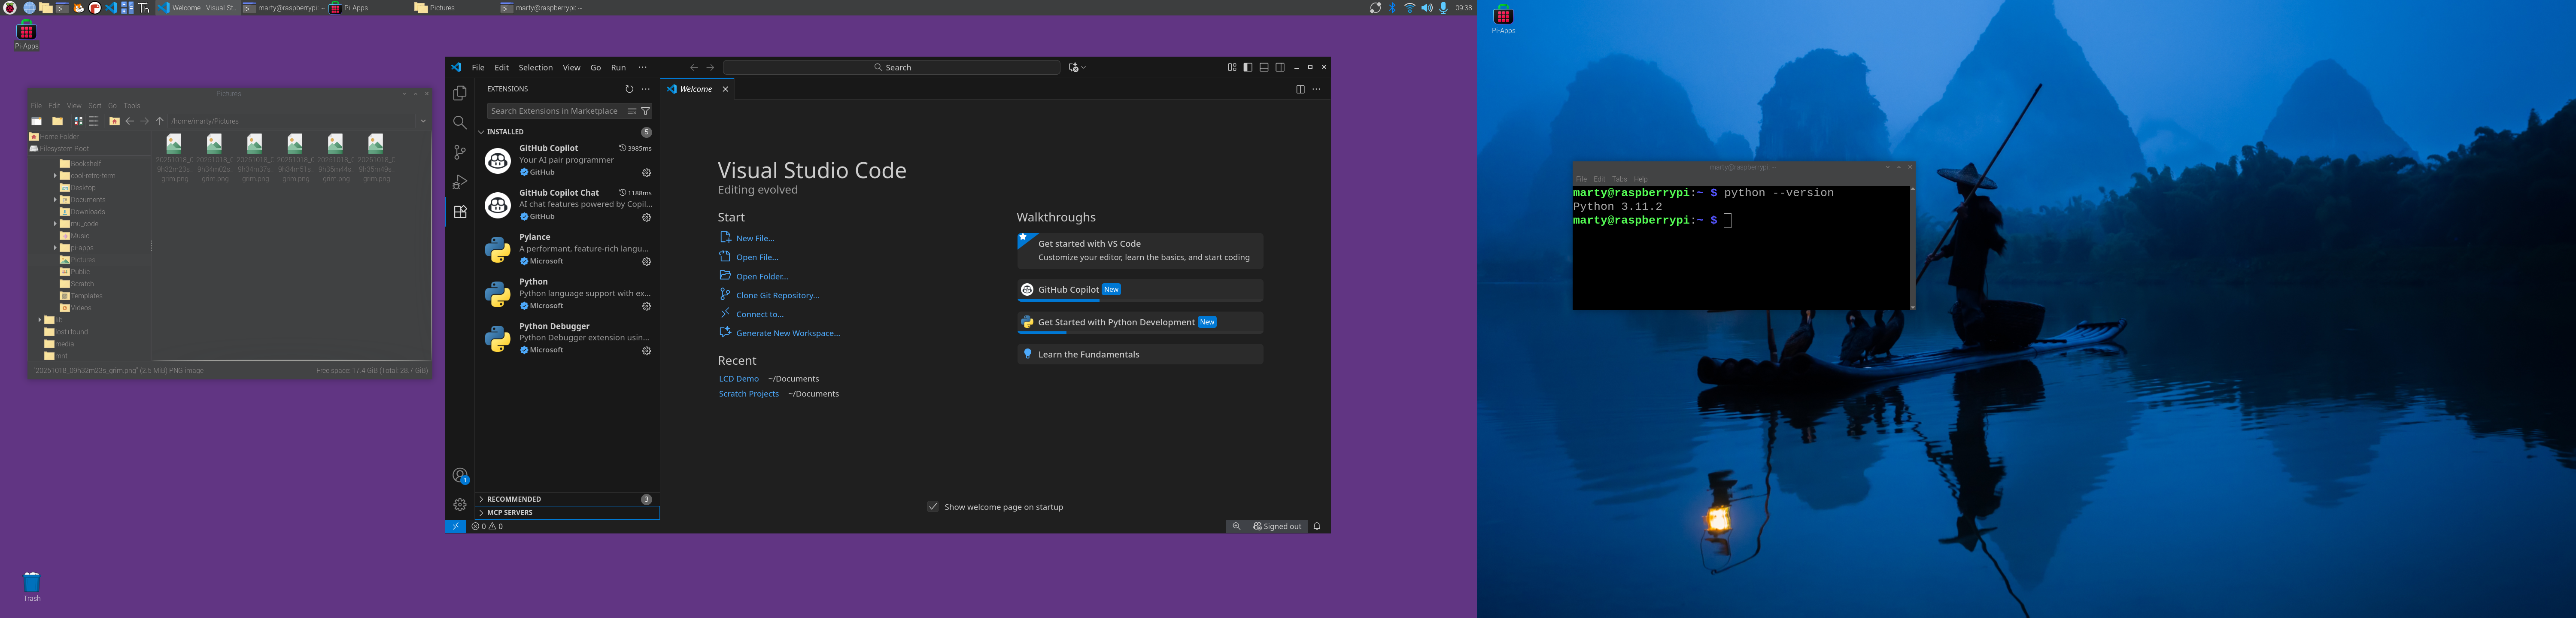 Welcome - Visual St..
marty@raspberrypi: ~
Pi-Apps
Pictures
marty@raspberrypi: ~
09:38
Pi-Apps
Pictures
File Edit View Sort Go Tools
/home/marty/Pictures
Home Folder
Filesystem Root
Bookshelf
cool-retro-term
Desktop
Documents
Downloads
mu_code
Music
pi-apps
Pictures
Public
Scratch
Templates
Videos
lib
lost+found
media
mnt
"20251018_09h32m23s_grim.png" (2.5 MiB) PNG image
Free space: 17.4 GiB (Total: 28.7 GiB)
Trash
File Edit Selection View Go Run ···
Search
EXTENSIONS
Search Extensions in Marketplace
INSTALLED 5
GitHub Copilot 3985ms
Your AI pair programmer
GitHub
GitHub Copilot Chat 1188ms
AI chat features powered by Copil...
GitHub
Pylance
A performant, feature-rich langu...
Microsoft
Python
Python language support with ex...
Microsoft
Python Debugger
Python Debugger extension usin...
Microsoft
RECOMMENDED 3
MCP SERVERS
1
0 0
Welcome
Visual Studio Code
Editing evolved
Start
New File...
Open File...
Open Folder...
Clone Git Repository...
Connect to...
Generate New Workspace...
Recent
LCD Demo ~/Documents
Scratch Projects ~/Documents
Walkthroughs
Get started with VS Code
Customize your editor, learn the basics, and start coding
GitHub Copilot New
Get Started with Python Development New
Learn the Fundamentals
Show welcome page on startup
Signed out
Pi-Apps
marty@raspberrypi: ~
File Edit Tabs Help
marty@raspberrypi:~ $ python --version
Python 3.11.2
marty@raspberrypi:~ $